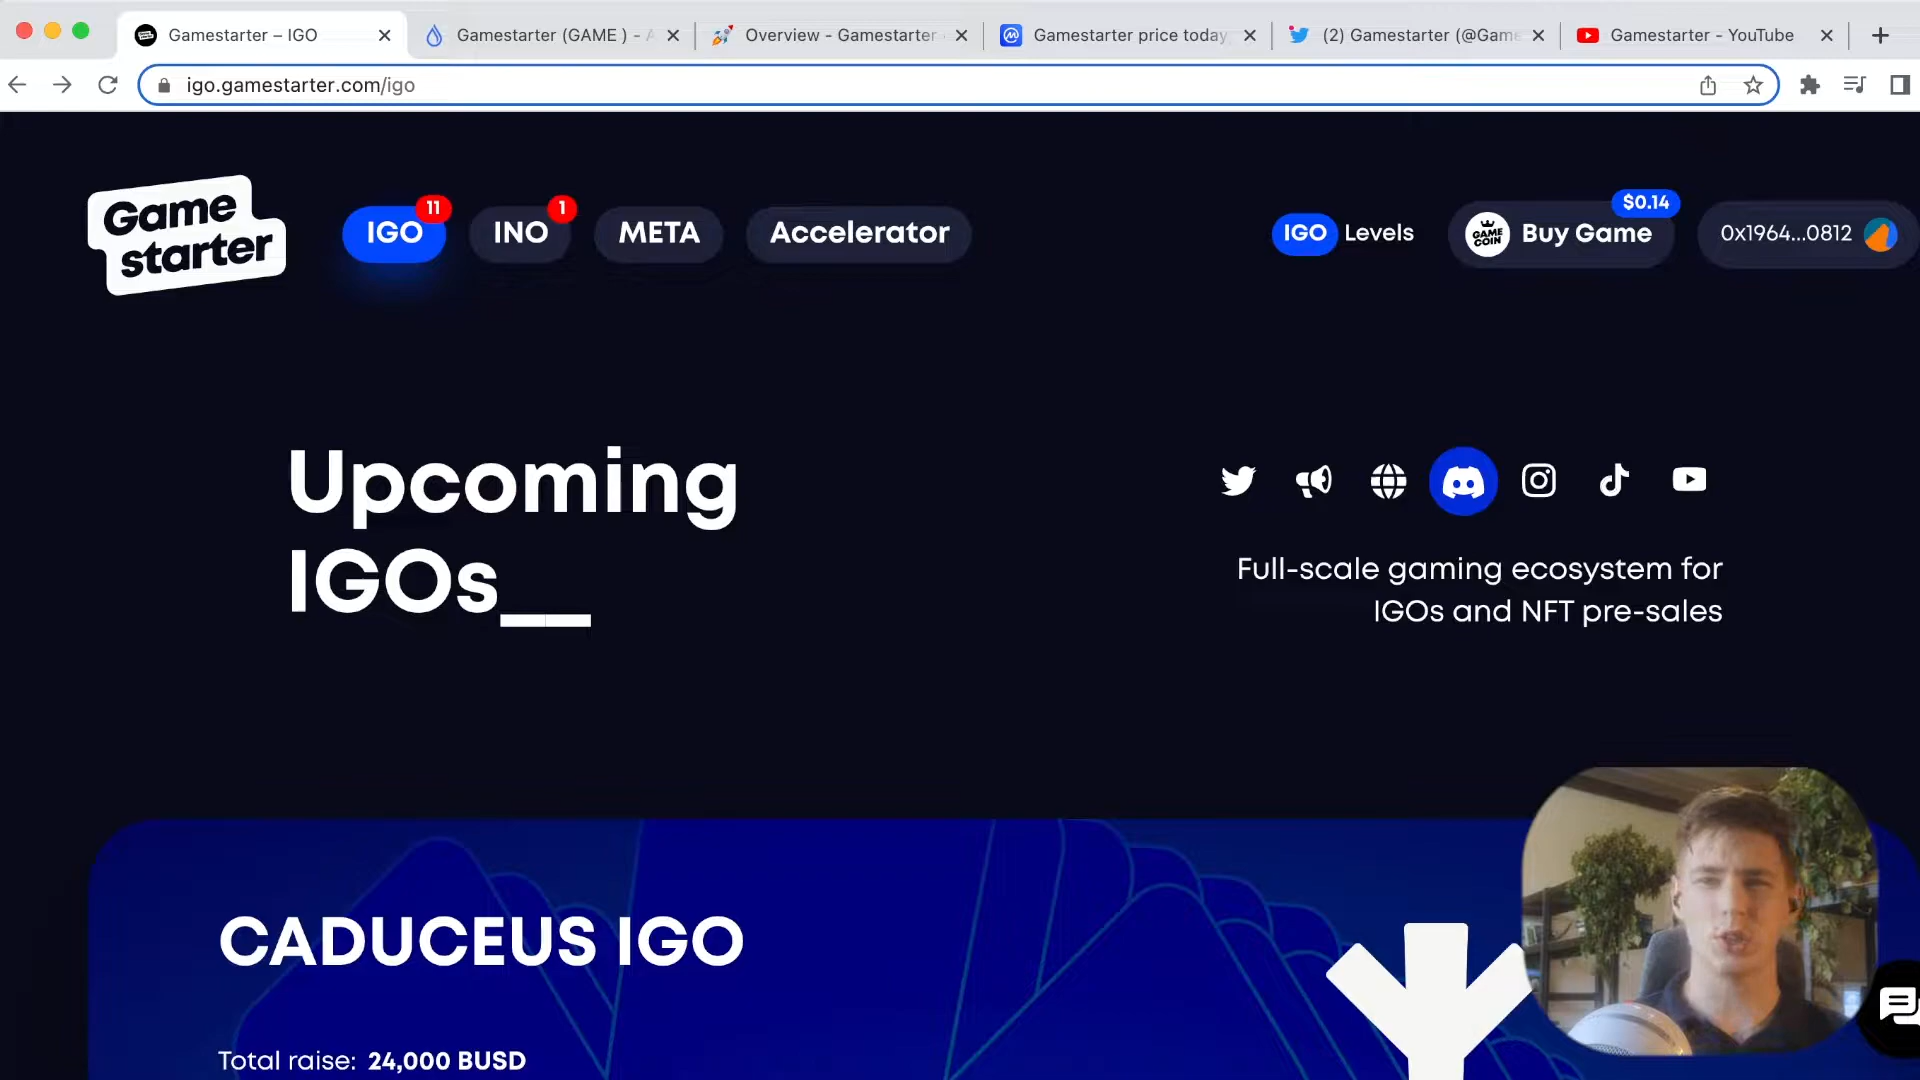 Gamestarter – IGO
Gamestarter (GAME ) - A
Overview - Gamestarter
Gamestarter price today,
(2) Gamestarter (@Game
Gamestarter - YouTube
igo.gamestarter.com/igo
Game
starter
IGO
11
INO
1
META
Accelerator
IGO Levels
GAME
COIN
Buy Game
$0.14
0x1964...0812
Upcoming
IGOs__
Full-scale gaming ecosystem for
IGOs and NFT pre-sales
CADUCEUS IGO
Total raise: 24,000 BUSD